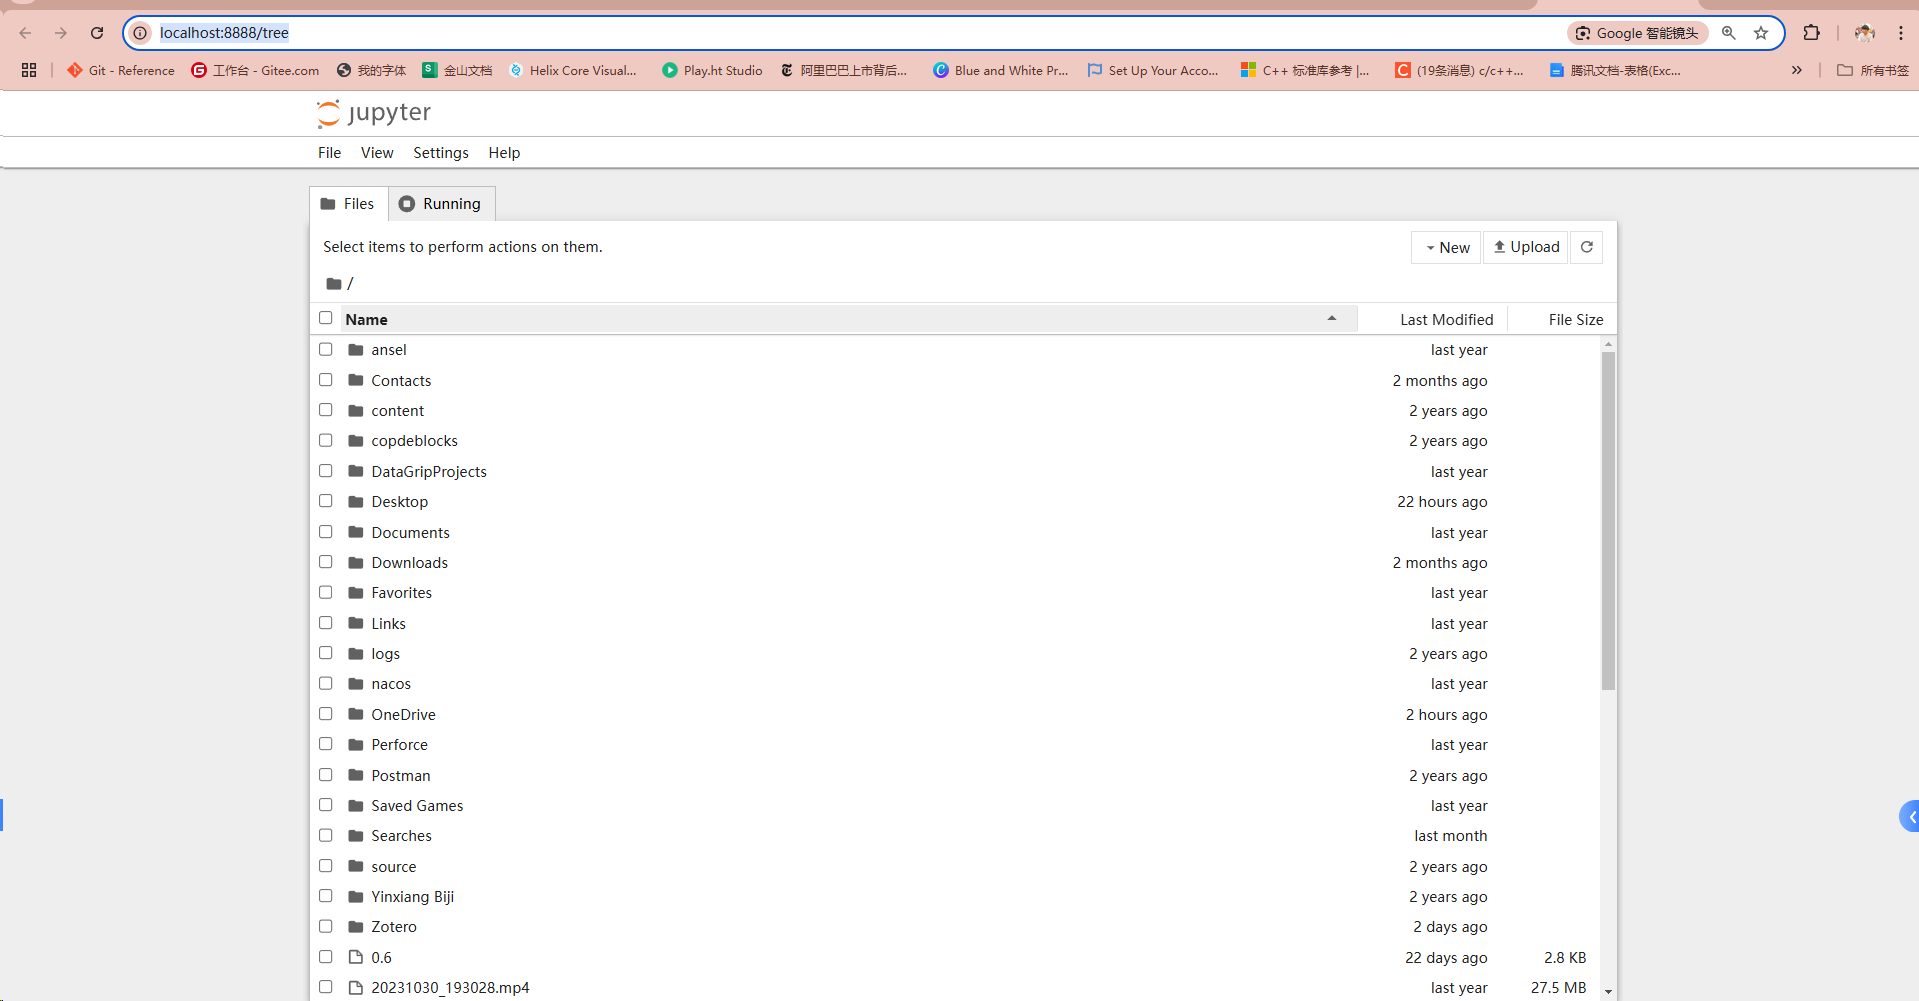 localhost:8888/tree
Google 智能镜头
Git - Reference
工作台 - Gitee.com
我的字体
金山文档
Helix Core Visual...
Play.ht Studio
阿里巴巴上市背后...
Blue and White Pr...
Set Up Your Acco...
C++ 标准库参考 |...
(19条消息) c/c++...
腾讯文档-表格(Exc...
所有书签
jupyter
File View Settings Help
Files Running
Select items to perform actions on them.
New Upload
/
Name Last Modified File Size
ansel last year
Contacts 2 months ago
content 2 years ago
copdeblocks 2 years ago
DataGripProjects last year
Desktop 22 hours ago
Documents last year
Downloads 2 months ago
Favorites last year
Links last year
logs 2 years ago
nacos last year
OneDrive 2 hours ago
Perforce last year
Postman 2 years ago
Saved Games last year
Searches last month
source 2 years ago
Yinxiang Biji 2 years ago
Zotero 2 days ago
0.6 22 days ago 2.8 KB
20231030_193028.mp4 last year 27.5 MB